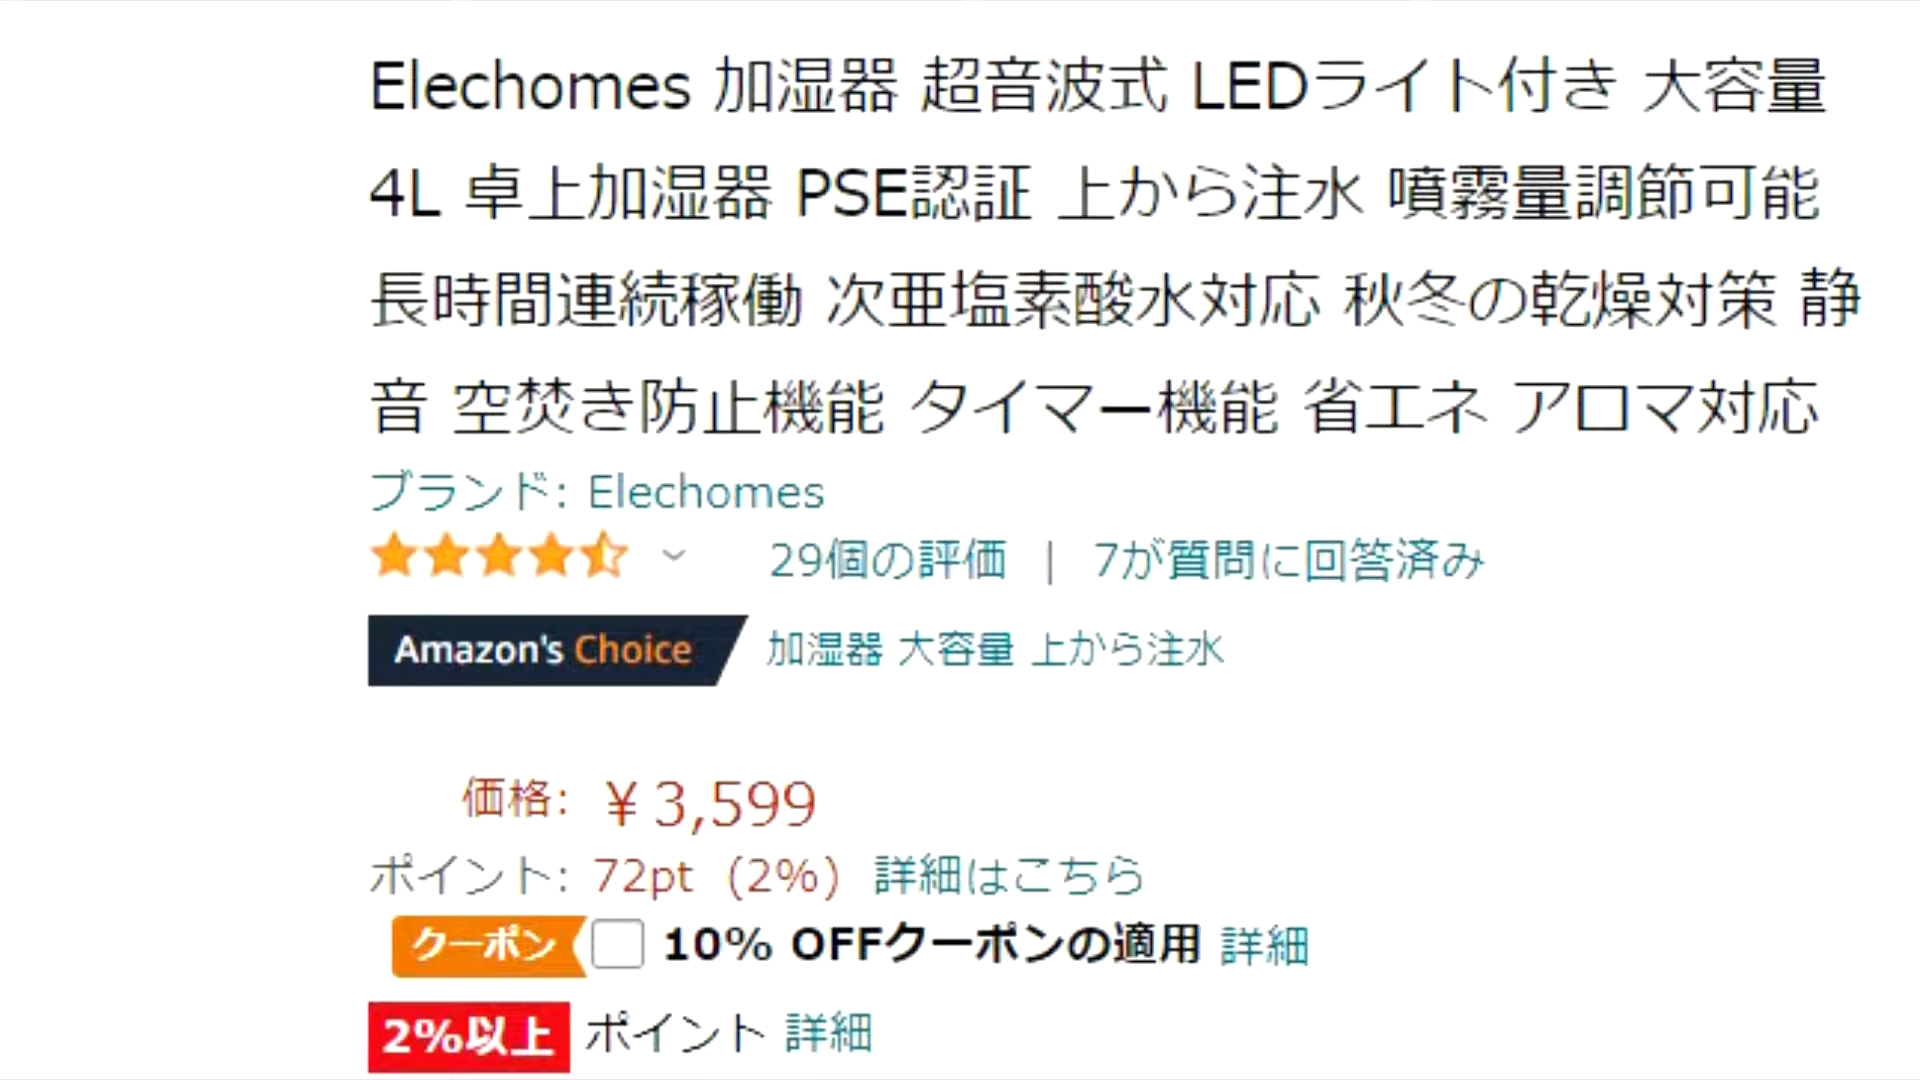 Elechomes 加湿器 超音波式 LEDライト付き 大容量
4L 卓上加湿器 PSE認証 上から注水 噴霧量調節可能
長時間連続稼働 次亜塩素酸水対応 秋冬の乾燥対策 静
音 空焚き防止機能 タイマー機能 省エネ アロマ対応
ブランド: Elechomes
29個の評価 | 7が質問に回答済み
Amazon's Choice 加湿器 大容量 上から注水
価格: ￥3,599
ポイント: 72pt (2%) 詳細はこちら
クーポン 10% OFFクーポンの適用 詳細
2%以上 ポイント 詳細